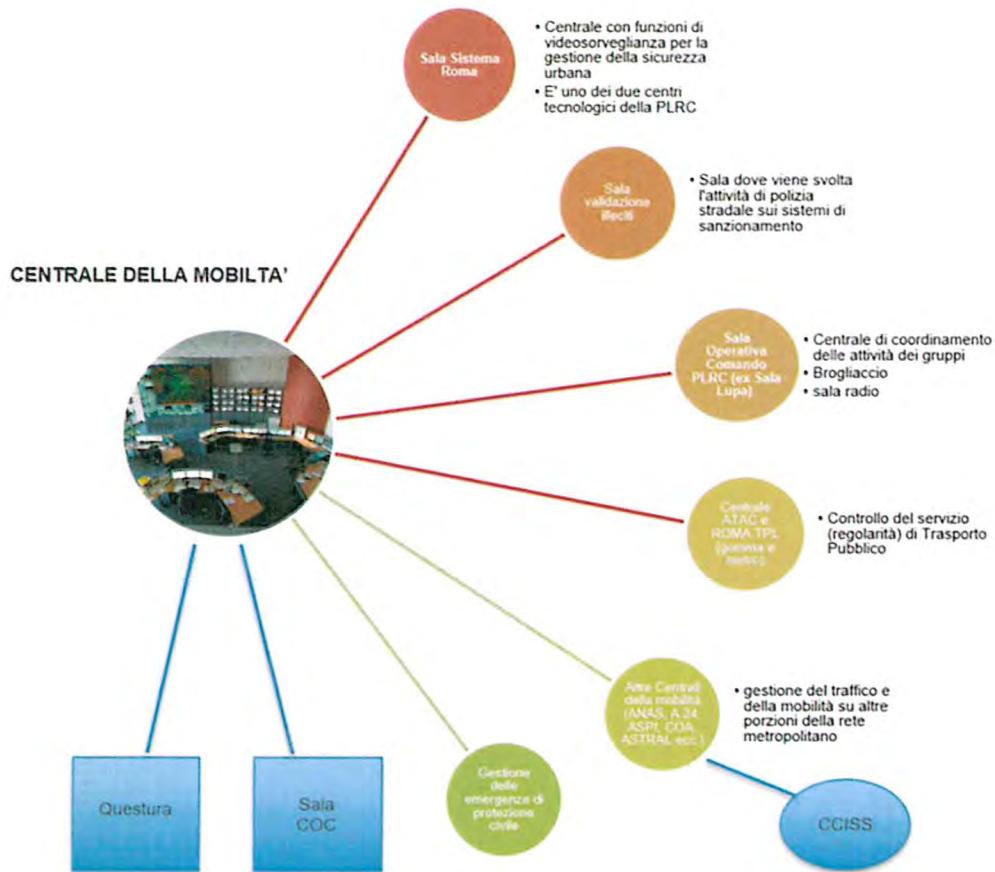 Sala Sistema
Roma
• Centrale con funzioni di
videosorveglianza per la
gestione della sicurezza
urbana
• E' uno dei due centri
tecnologici della PLRC
Sala
validazione
illeciti
• Sala dove viene svolta
l'attività di polizia
stradale sui sistemi di
sanzionamento
CENTRALE DELLA MOBILTA'
Sala
Operativa
Comando
PLRC (ex Sala
Lupa)
• Centrale di coordinamento
delle attività dei gruppi
• Brogliaccio
• sala radio
Centrale
ATAC e
ROMA TPL
(gomma e
metro)
• Controllo del servizio
(regolarità) di Trasporto
Pubblico
Altre Centrali
della mobilità
(ANAS, A 24,
ASPI, COA,
ASTRAL ecc.)
• gestione del traffico e
della mobilità su altre
porzioni della rete
metropolitano
Gestione
delle
emergenza di
protezione
civile
Questura
Sala
COC
CCISS